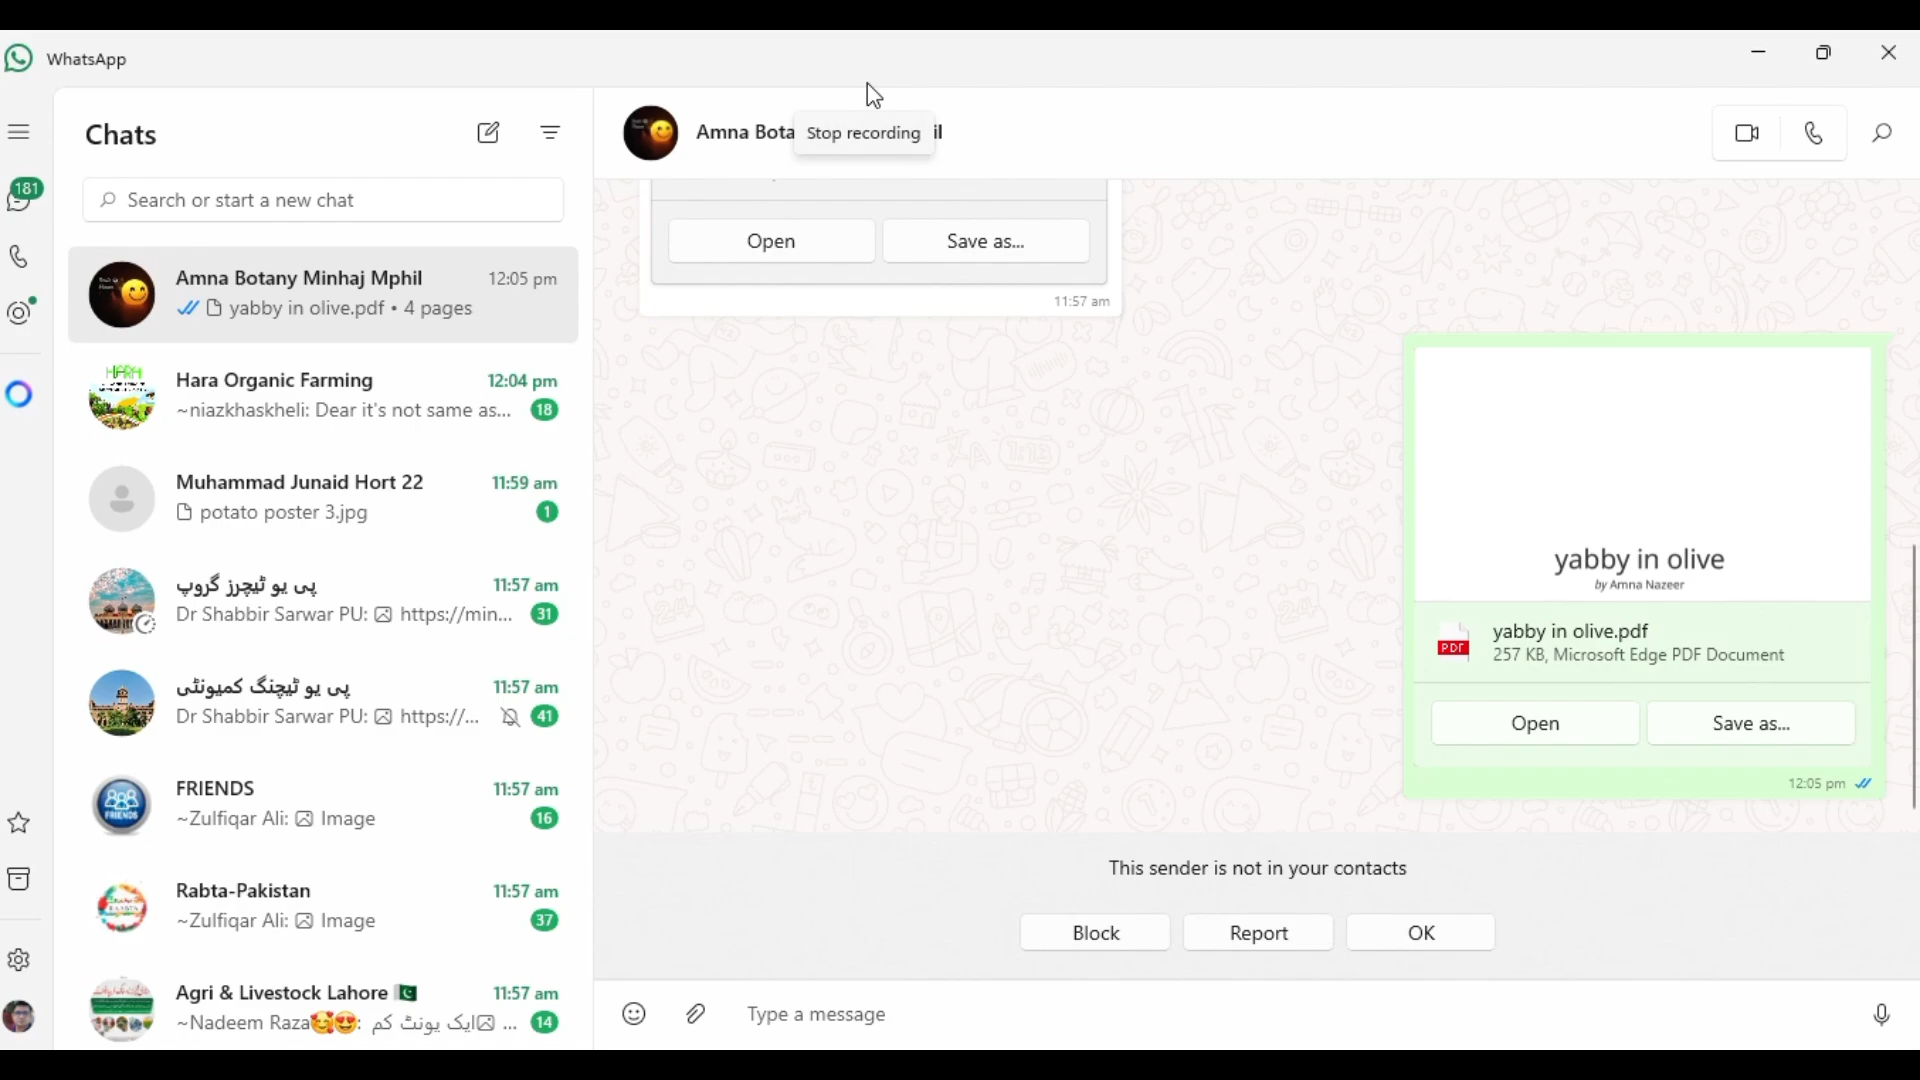 WhatsApp
Chats
Search or start a new chat
181
Amna Botany Minhaj Mphil 12:05 pm
yabby in olive.pdf • 4 pages
Hara Organic Farming 12:04 pm
~niazkhaskheli: Dear it's not same as... 18
Muhammad Junaid Hort 22 11:59 am
potato poster 3.jpg 1
پی یو ٹیچرز گروپ 11:57 am
Dr Shabbir Sarwar PU: https://min... 31
پی یو ٹیچنگ کمیونٹی 11:57 am
Dr Shabbir Sarwar PU: https://... 41
FRIENDS 11:57 am
~Zulfiqar Ali: Image 16
Rabta-Pakistan 11:57 am
~Zulfiqar Ali: Image 37
Agri & Livestock Lahore 🇵🇰 11:57 am
~Nadeem Raza🥰😍: ایک یونٹ کم ... 14
Amna Bota il
Stop recording
Open Save as...
11:57 am
yabby in olive
by Amna Nazeer
PDF
yabby in olive.pdf
257 KB, Microsoft Edge PDF Document
Open Save as...
12:05 pm
This sender is not in your contacts
Block Report OK
Type a message